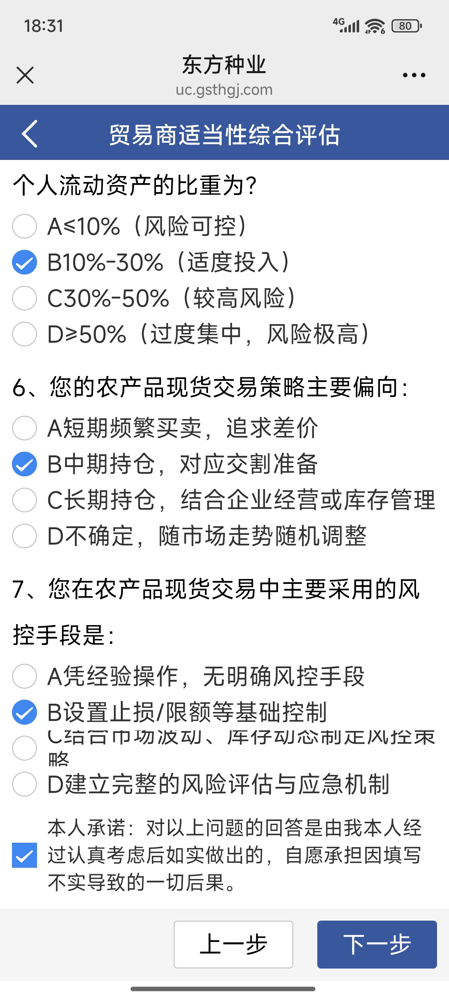 18:31
4G
6
80
东方种业
uc.gsthgj.com
贸易商适当性综合评估
个人流动资产的比重为?
A≤10%（风险可控）
B10%-30%（适度投入）
C30%-50%（较高风险）
D≥50%（过度集中，风险极高）
6、您的农产品现货交易策略主要偏向：
A短期频繁买卖，追求差价
B中期持仓，对应交割准备
C长期持仓，结合企业经营或库存管理
D不确定，随市场走势随机调整
7、您在农产品现货交易中主要采用的风
控手段是：
A凭经验操作，无明确风控手段
B设置止损/限额等基础控制
C结合市场波动、库存动态制定风控策
略
D建立完整的风险评估与应急机制
本人承诺：对以上问题的回答是由我本人经
过认真考虑后如实做出的，自愿承担因填写
不实导致的一切后果。
上一步
下一步